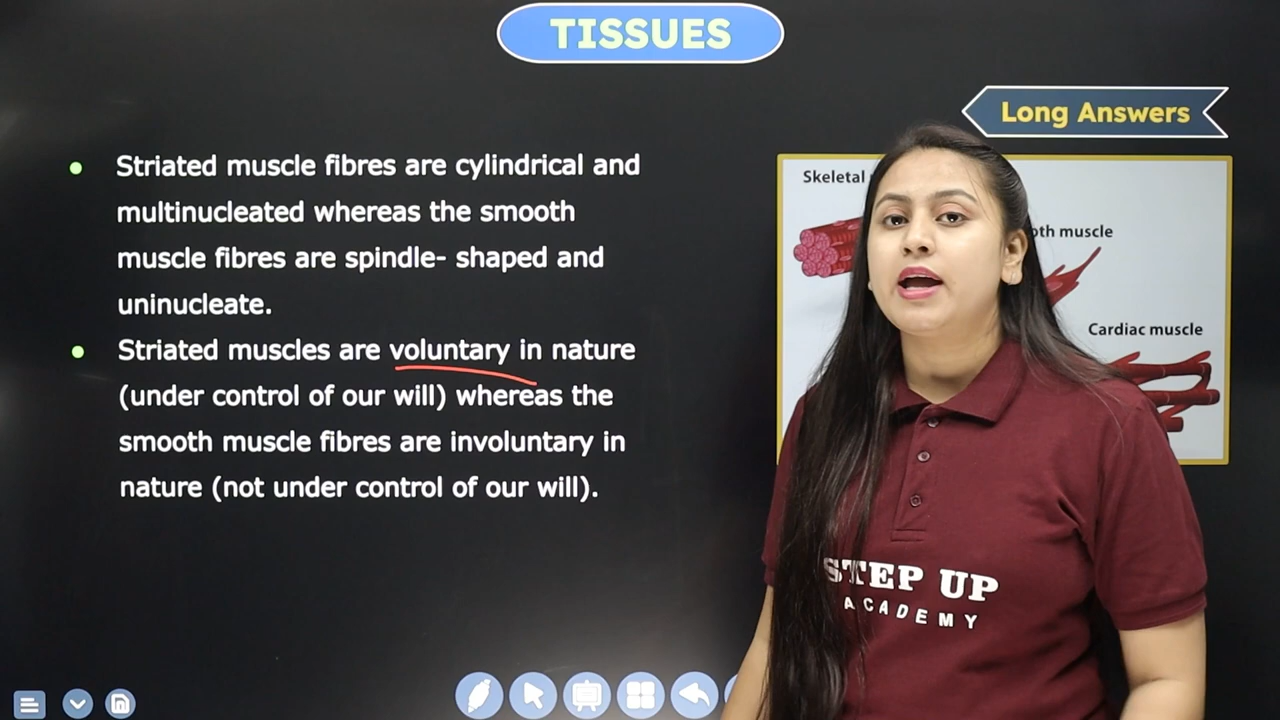 TISSUES
Long Answers
Striated muscle fibres are cylindrical and
multinucleated whereas the smooth
muscle fibres are spindle- shaped and
uninucleate.
Striated muscles are voluntary in nature
(under control of our will) whereas the
smooth muscle fibres are involuntary in
nature (not under control of our will).
Skeletal
muscle
Cardiac muscle
STEP UP
ACADEMY